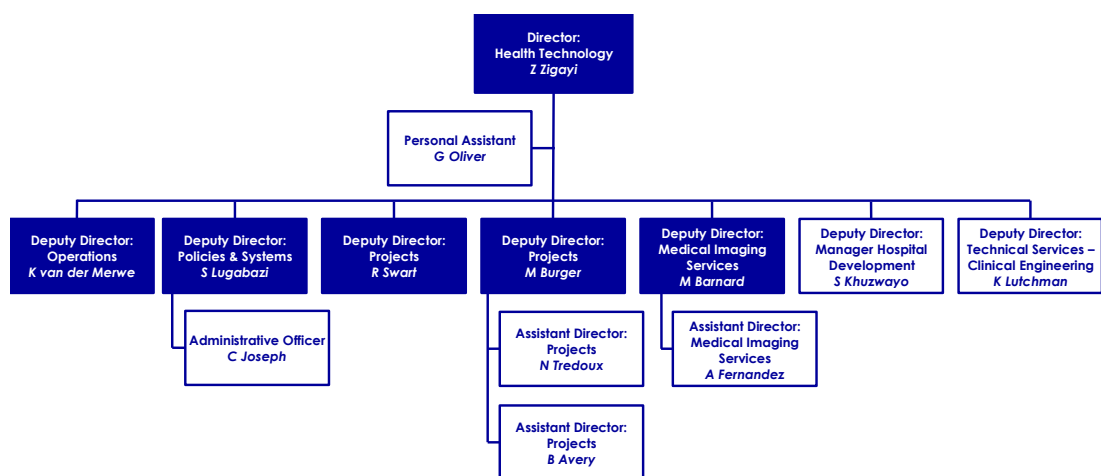 Director:
Health Technology
Z Zigayi
Personal Assistant
G Oliver
Deputy Director:
Operations
K van der Merwe
Deputy Director:
Policies & Systems
S Lugabazi
Deputy Director:
Projects
R Swart
Deputy Director:
Projects
M Burger
Deputy Director:
Medical Imaging
Services
M Barnard
Deputy Director:
Manager Hospital
Development
S Khuzwayo
Deputy Director:
Technical Services –
Clinical Engineering
K Lutchman
Administrative Officer
C Joseph
Assistant Director:
Projects
N Tredoux
Assistant Director:
Medical Imaging
Services
A Fernandez
Assistant Director:
Projects
B Avery